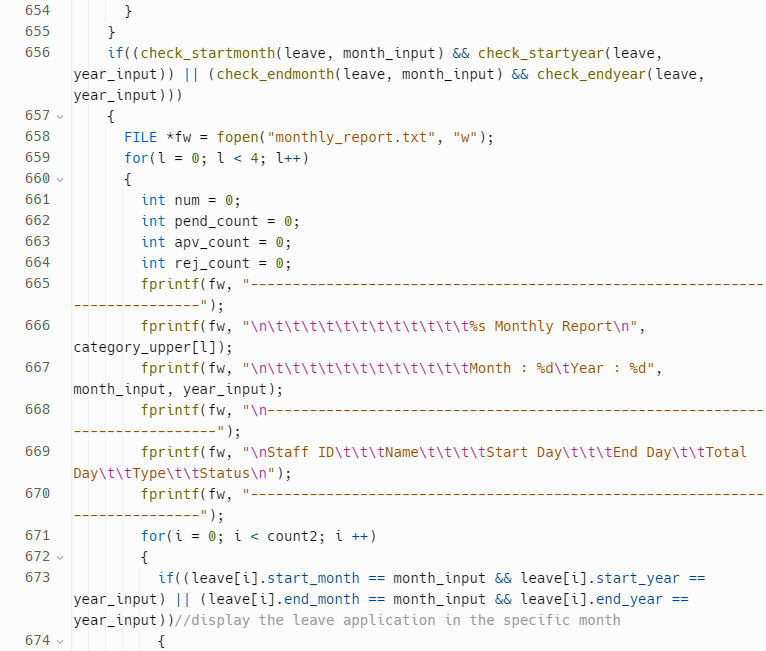 654 }
655 }
656 if((check_startmonth(leave, month_input) && check_startyear(leave,
year_input)) || (check_endmonth(leave, month_input) && check_endyear(leave,
year_input)))
657 {
658 FILE *fw = fopen("monthly_report.txt", "w");
659 for(l = 0; l < 4; l++)
660 {
661 int num = 0;
662 int pend_count = 0;
663 int apv_count = 0;
664 int rej_count = 0;
665 fprintf(fw, "-------------------------------------------------------------
---------------");
666 fprintf(fw, "\n\t\t\t\t\t\t\t\t\t\t\t\t%s Monthly Report\n",
category_upper[l]);
667 fprintf(fw, "\n\t\t\t\t\t\t\t\t\t\t\t\tMonth : %d\tYear : %d",
month_input, year_input);
668 fprintf(fw, "\n-----------------------------------------------------------
-----------------");
669 fprintf(fw, "\nStaff ID\t\t\tName\t\t\t\tStart Day\t\t\tEnd Day\t\tTotal
Day\t\tType\t\tStatus\n");
670 fprintf(fw, "-------------------------------------------------------------
---------------");
671 for(i = 0; i < count2; i ++)
672 {
673 if((leave[i].start_month == month_input && leave[i].start_year ==
year_input) || (leave[i].end_month == month_input && leave[i].end_year ==
year_input))//display the leave application in the specific month
674 {